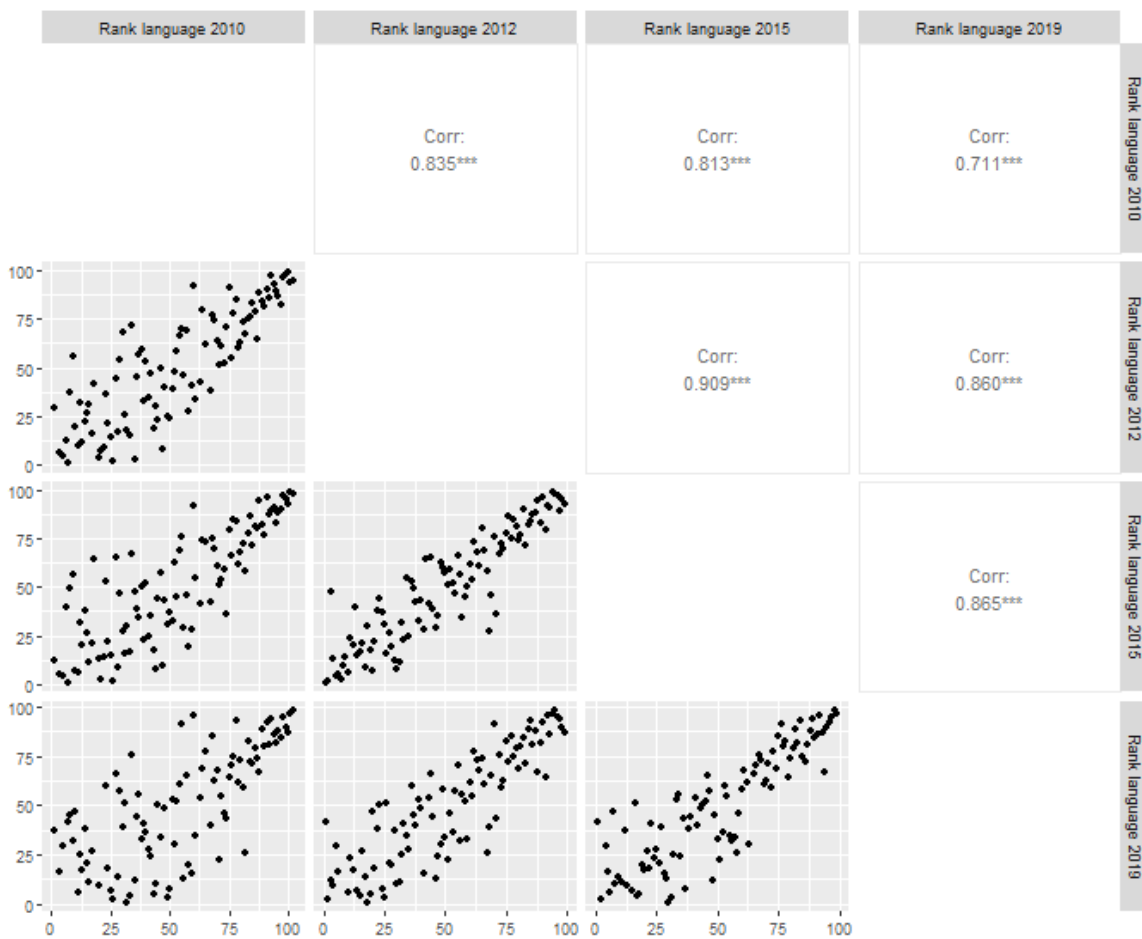 Rank language 2010
Rank language 2012
Rank language 2015
Rank language 2019
Corr:
0.835***
Corr:
0.813***
Corr:
0.711***
Rank language 2010
100
75
50
25
0
Corr:
0.909***
Corr:
0.860***
Rank language 2012
100
75
50
25
0
Corr:
0.865***
Rank language 2015
100
75
50
25
0
Rank language 2019
0 25 50 75 100
0 25 50 75 100
0 25 50 75 100